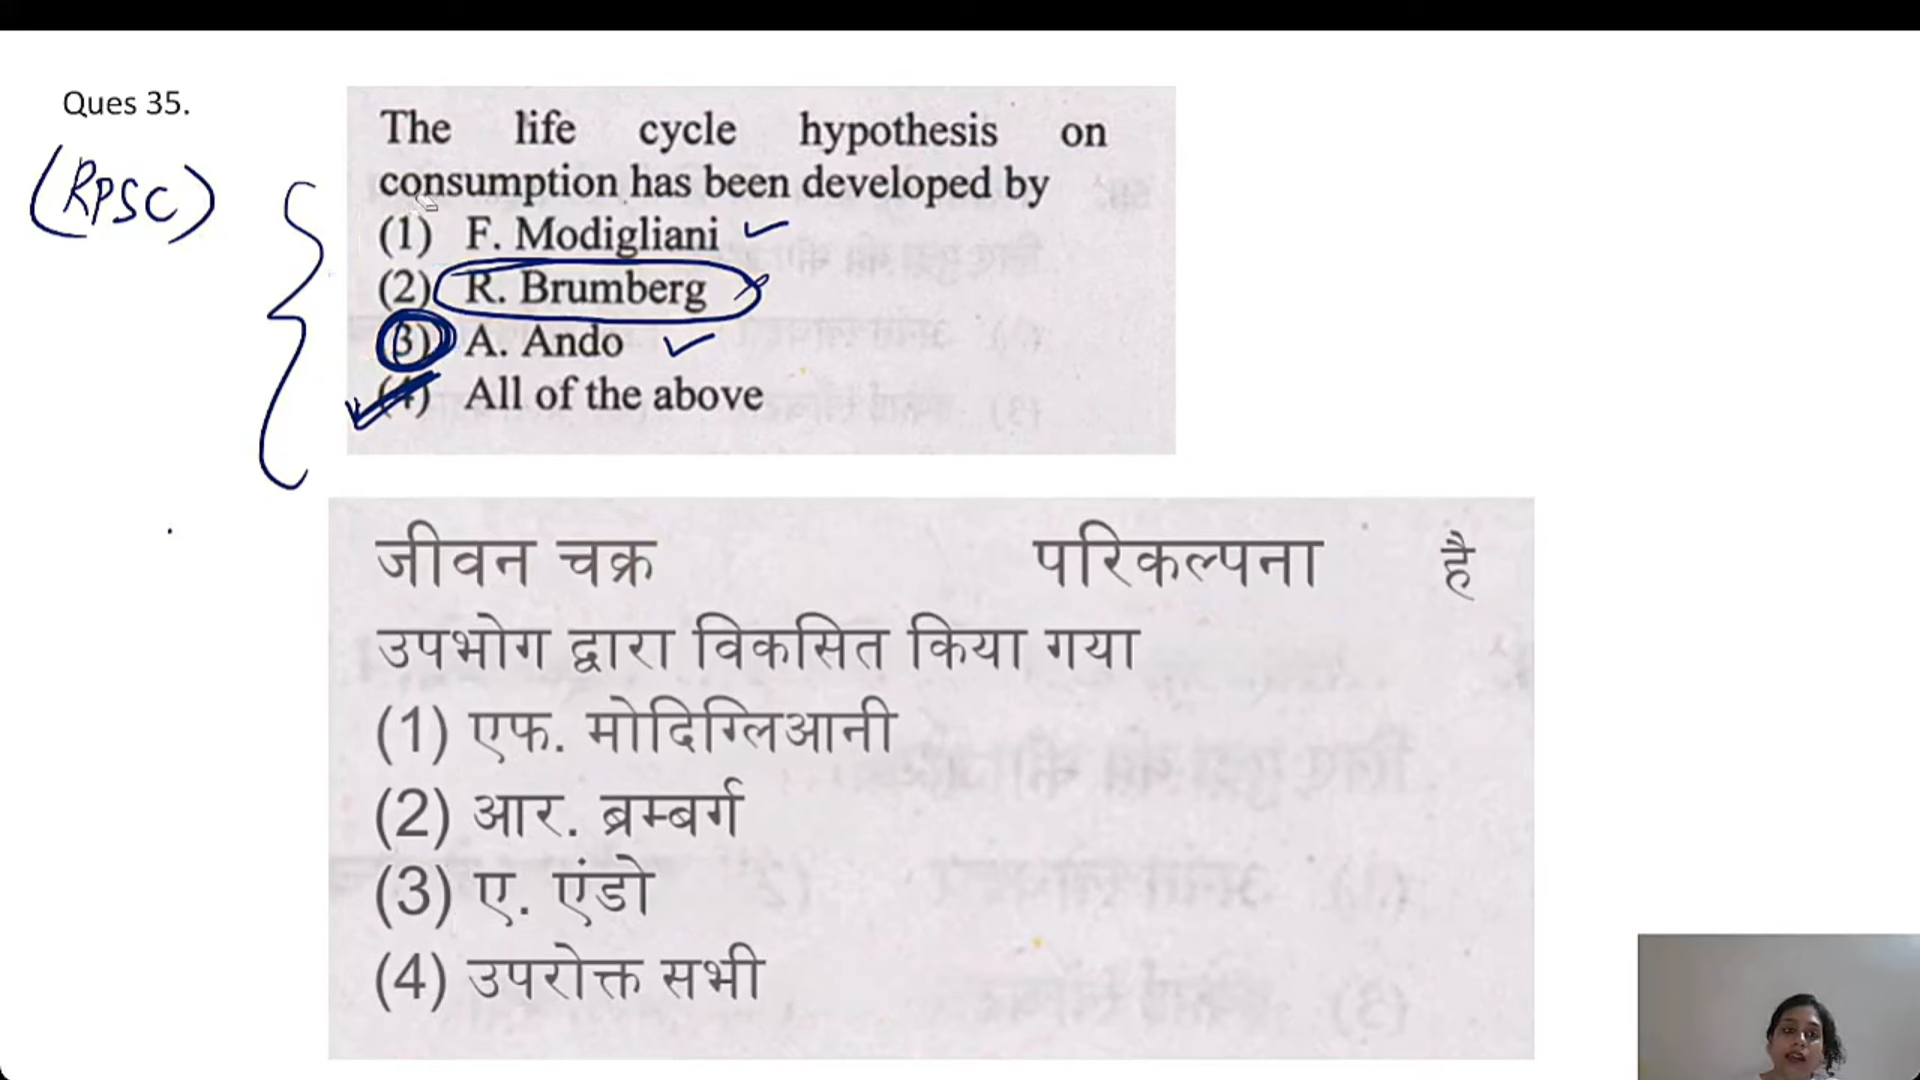 Ques 35.
(RPSC)
The life cycle hypothesis on
consumption has been developed by
(1) F. Modigliani
(2) R. Brumberg
(3) A. Ando
(4) All of the above
जीवन चक्र परिकल्पना है
उपभोग द्वारा विकसित किया गया
(1) एफ. मोदिग्लिआनी
(2) आर. ब्रम्बर्ग
(3) ए. एंडो
(4) उपरोक्त सभी